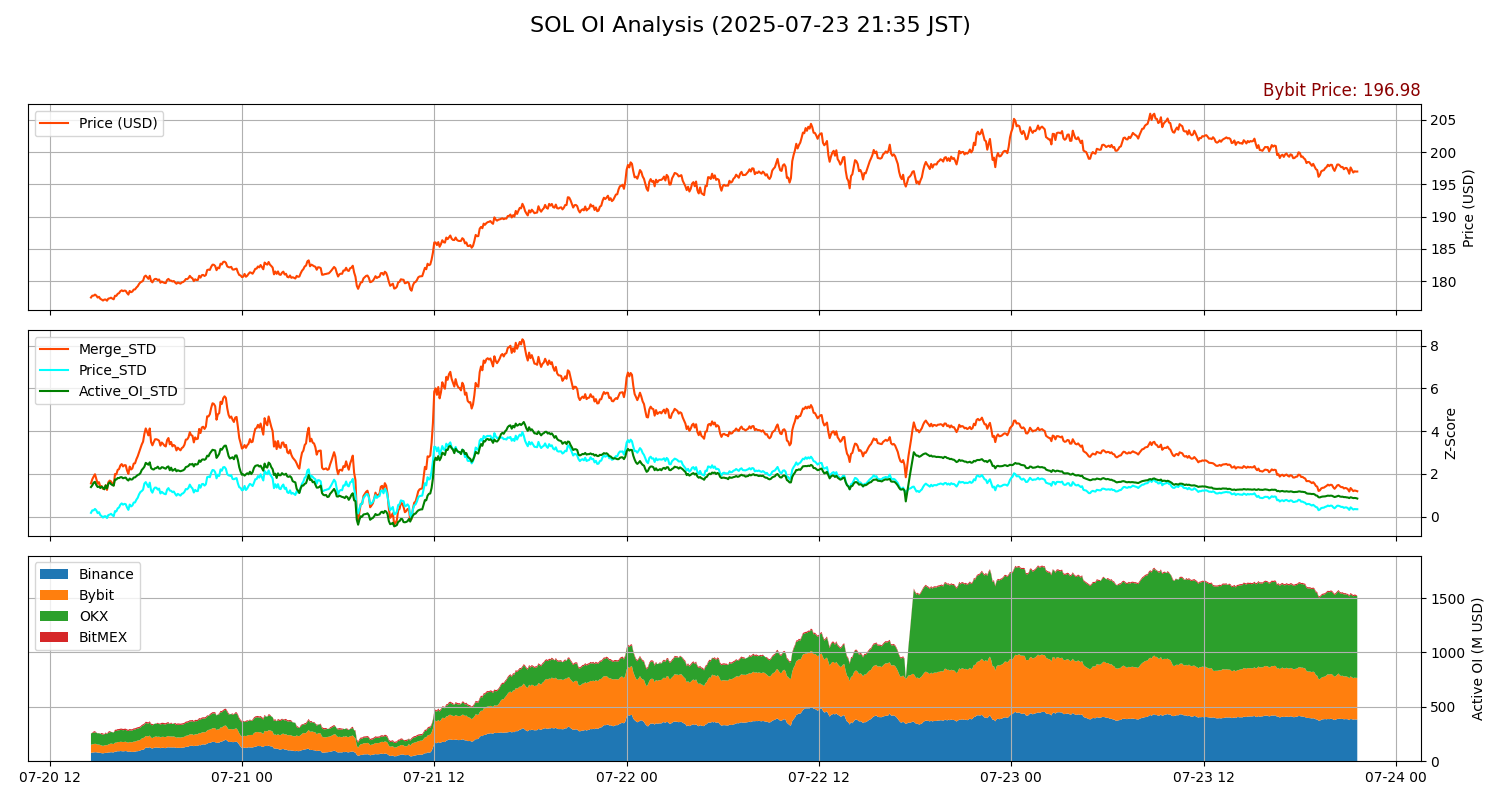 SOL OI Analysis (2025-07-23 21:35 JST)
Bybit Price: 196.98
Price (USD)
205
200
195
190
185
180
Price (USD)
Merge_STD
Price_STD
Active_OI_STD
8
6
4
2
0
Z-Score
Binance
Bybit
OKX
BitMEX
1500
1000
500
0
Active OI (M USD)
07-20 12
07-21 00
07-21 12
07-22 00
07-22 12
07-23 00
07-23 12
07-24 00